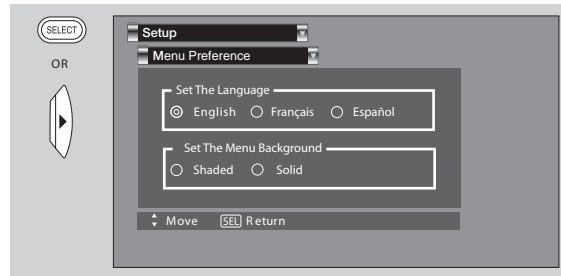 SELECT
OR
Setup
Menu Preference
Set The Language
English Français Español
Set The Menu Background
Shaded Solid
Move SEL Return